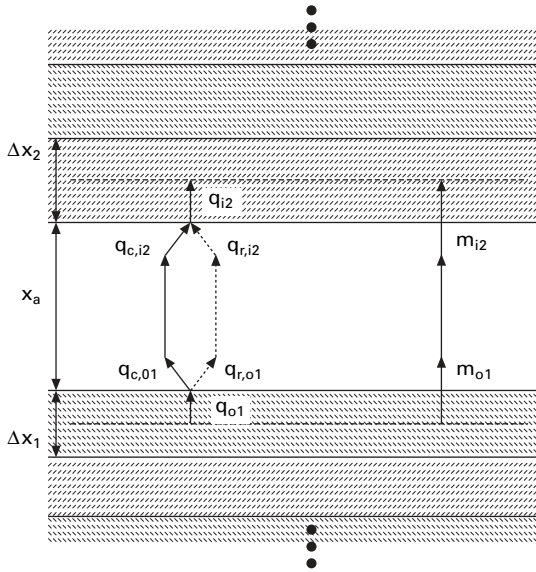 Δx2
qi2
qc,i2
qr,i2
mi2
xa
qc,01
qr,o1
mo1
qo1
Δx1